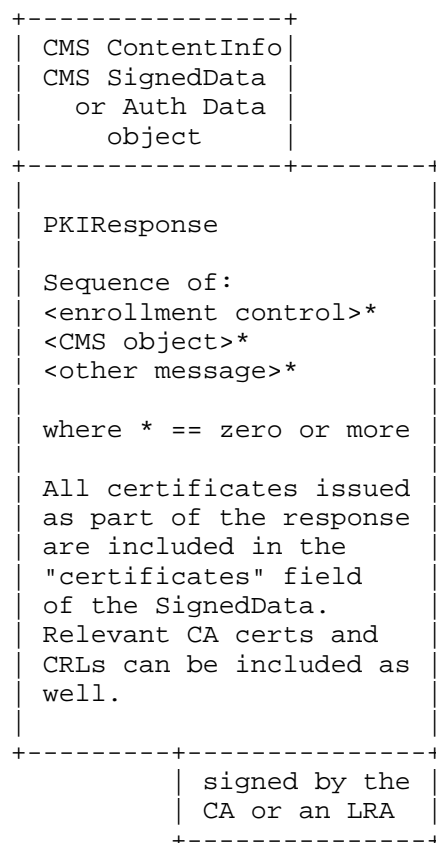 CMS ContentInfo
CMS SignedData
or Auth Data
object
PKIResponse
Sequence of:
<enrollment control>*
<CMS object>*
<other message>*
where * == zero or more
All certificates issued
as part of the response
are included in the
"certificates" field
of the SignedData.
Relevant CA certs and
CRLs can be included as
well.
signed by the
CA or an LRA